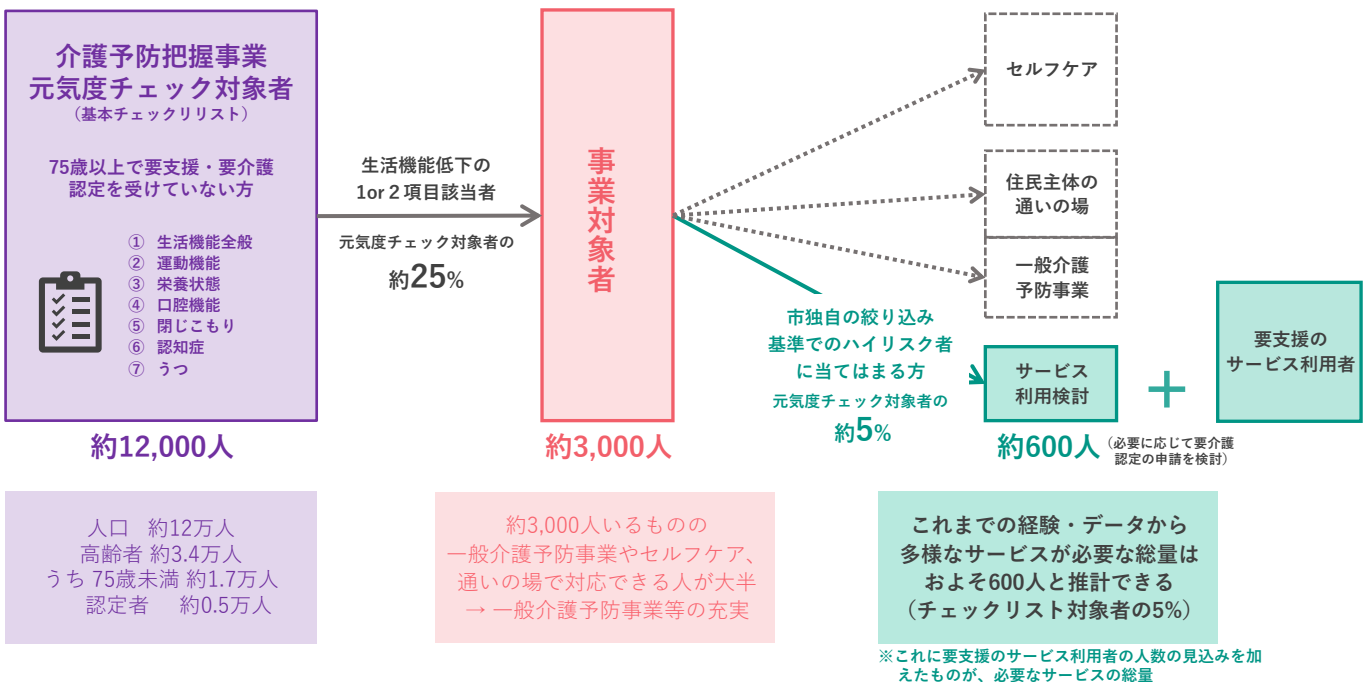 介護予防把握事業
元気度チェック対象者
（基本チェックリリスト）
75歳以上で要支援・要介護
認定を受けていない方
① 生活機能全般
② 運動機能
③ 栄養状態
④ 口腔機能
⑤ 閉じこもり
⑥ 認知症
⑦ うつ
約12,000人
生活機能低下の
1or２項目該当者
元気度チェック対象者の
約25%
事業対象者
約3,000人
セルフケア
住民主体の
通いの場
一般介護
予防事業
市独自の絞り込み
基準でのハイリスク者
に当てはまる方
元気度チェック対象者の
約5%
サービス
利用検討
約600人
（必要に応じて要介護
認定の申請を検討）
＋
要支援の
サービス利用者
人口　約12万人
高齢者 約3.4万人
うち 75歳未満 約1.7万人
認定者　約0.5万人
約3,000人いるものの
一般介護予防事業やセルフケア、
通いの場で対応できる人が大半
→ 一般介護予防事業等の充実
これまでの経験・データから
多様なサービスが必要な総量は
およそ600人と推計できる
（チェックリスト対象者の5%）
※これに要支援のサービス利用者の人数の見込みを加
えたものが、必要なサービスの総量